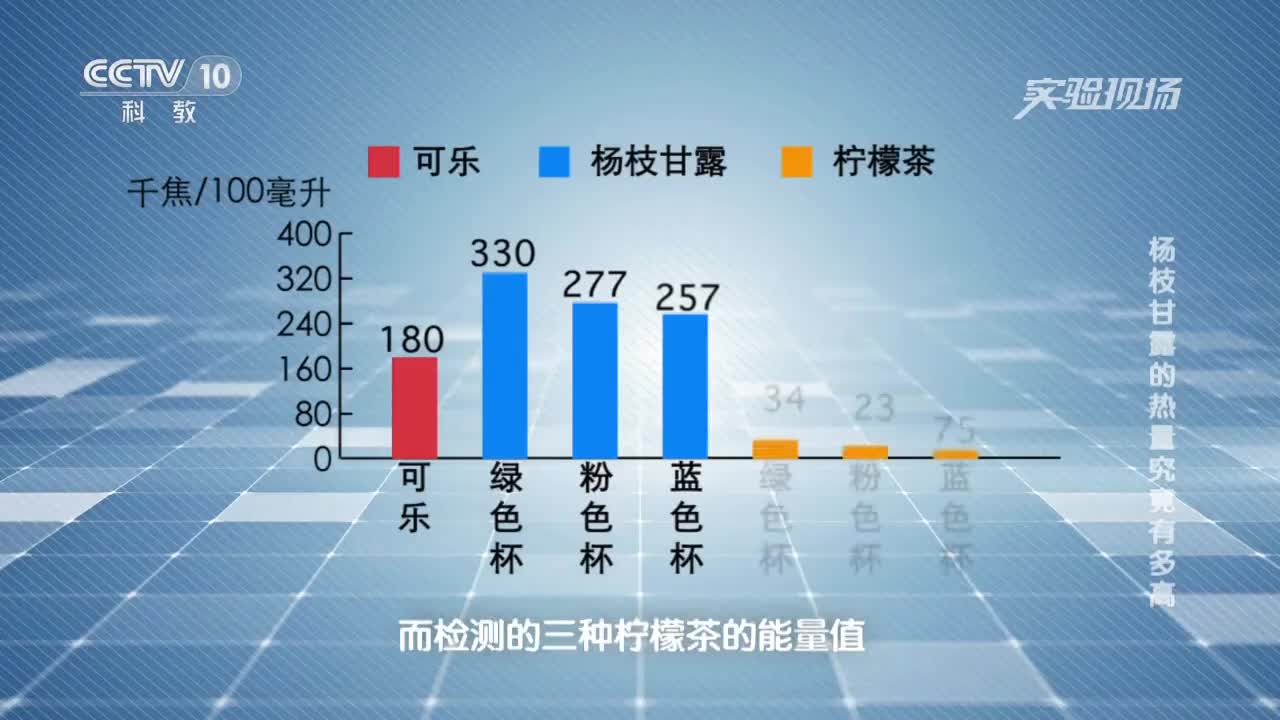 CCTV 10
科教
实验现场
可乐 杨枝甘露 柠檬茶
千焦/100毫升
400
320
240
160
80
0
180
330
277
257
34
23
75
可乐
绿色杯
粉色杯
蓝色杯
绿色杯
粉色杯
蓝色杯
杨枝甘露的热量究竟有多高
而检测的三种柠檬茶的能量值